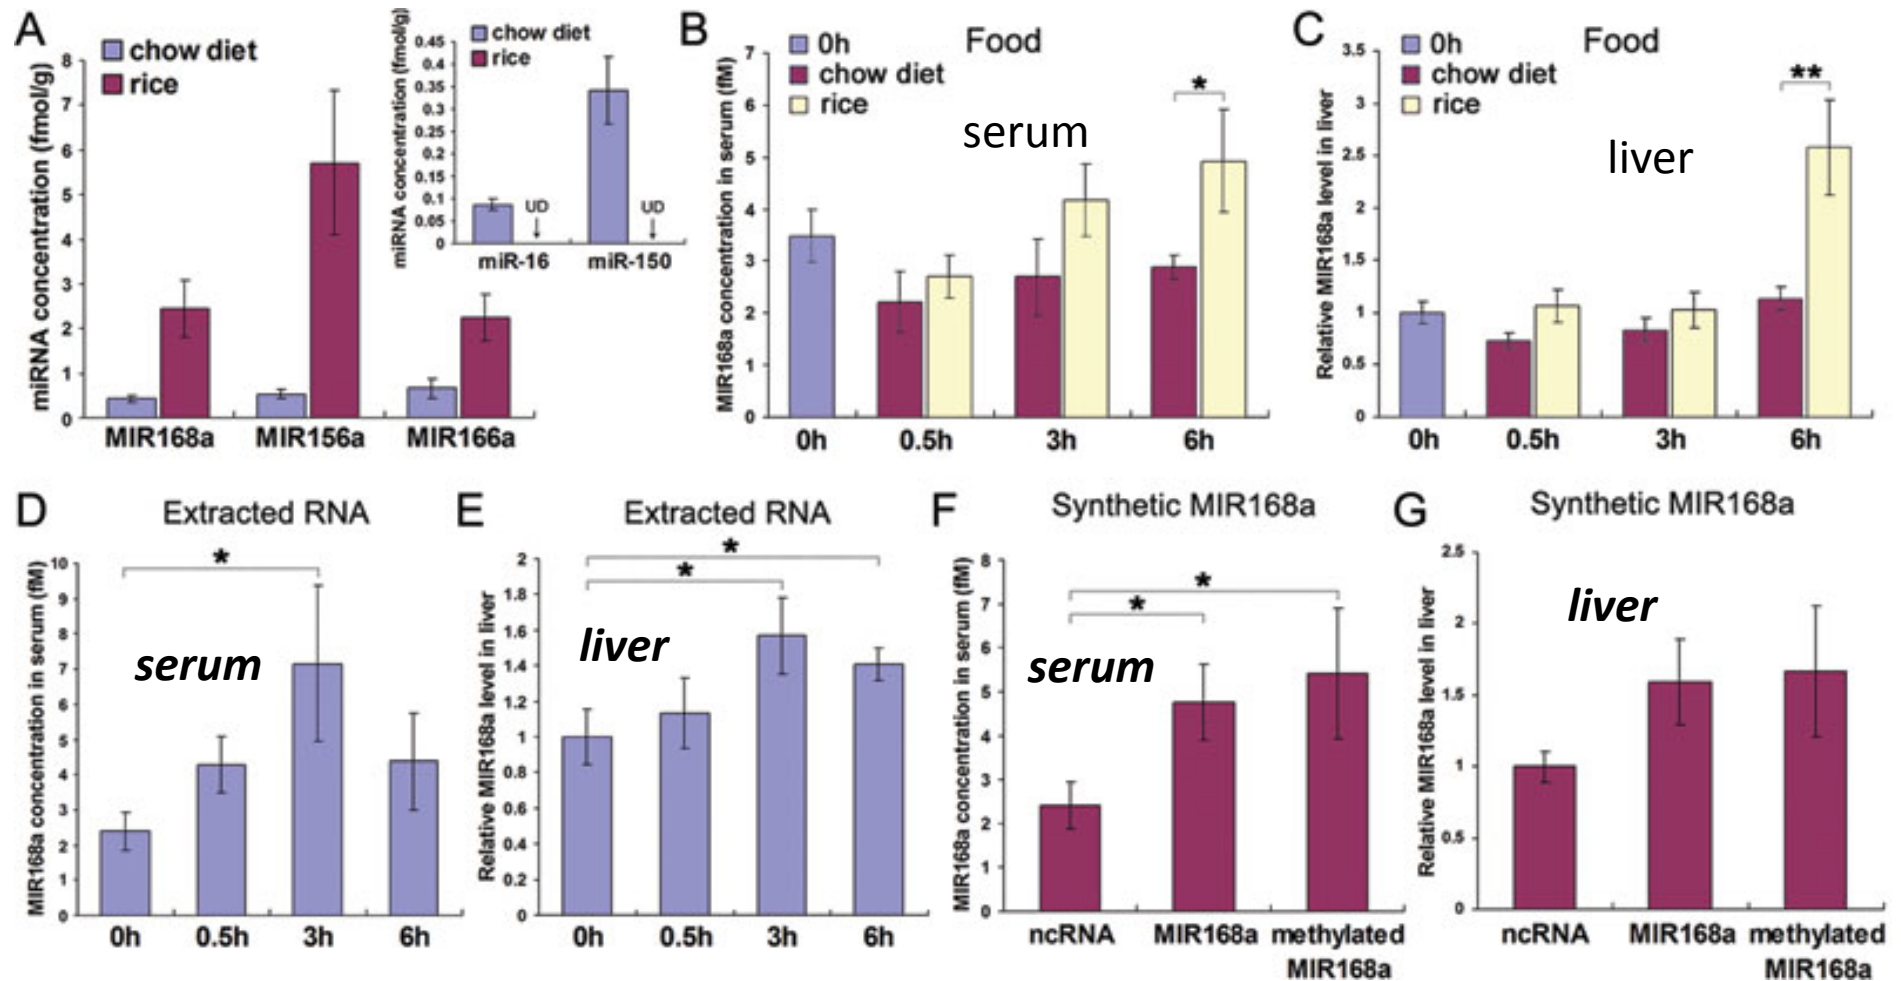 A
chow diet
rice
miRNA concentration (fmol/g)
8
7
6
5
4
3
2
1
0
MIR168a
MIR156a
MIR166a
chow diet
rice
miRNA concentration (fmol/g)
0.45
0.4
0.35
0.3
0.25
0.2
0.15
0.1
0.05
0
UD
UD
miR-16
miR-150
B
Food
0h
chow diet
rice
serum
*
MIR168a concentration in serum (fM)
7
6
5
4
3
2
1
0
0h
0.5h
3h
6h
C
Food
0h
chow diet
rice
liver
**
Relative MIR168a level in liver
3.5
3
2.5
2
1.5
1
0.5
0
0h
0.5h
3h
6h
D
Extracted RNA
*
serum
MIR168a concentration in serum (fM)
10
9
8
7
6
5
4
3
2
1
0
0h
0.5h
3h
6h
E
Extracted RNA
*
*
liver
Relative MIR168a level in liver
2
1.8
1.6
1.4
1.2
1
0.8
0.6
0.4
0.2
0
0h
0.5h
3h
6h
F
Synthetic MIR168a
*
*
serum
MIR168a concentration in serum (fM)
8
7
6
5
4
3
2
1
0
ncRNA
MIR168a
methylated
MIR168a
G
Synthetic MIR168a
liver
Relative MIR168a level in liver
2.5
2
1.5
1
0.5
0
ncRNA
MIR168a
methylated
MIR168a